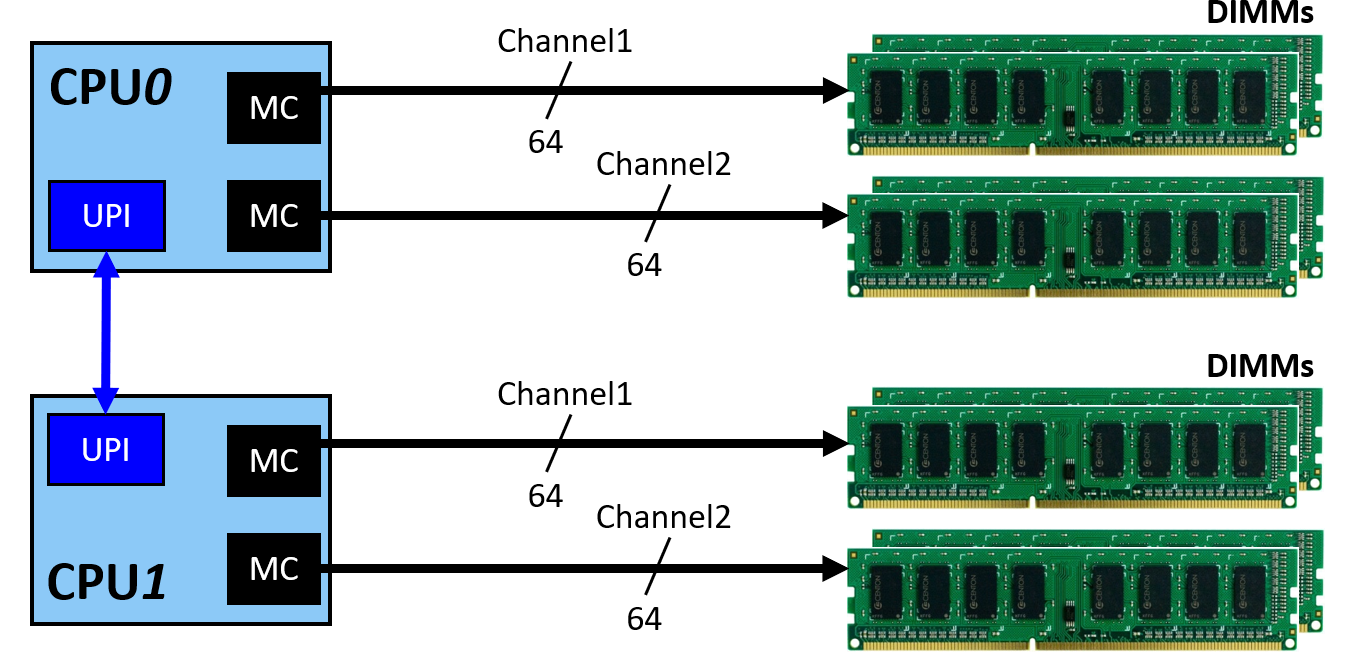 DIMMs
Channel1
CPU0
MC
64
Channel2
UPI
MC
64
DIMMs
Channel1
UPI
MC
64
Channel2
CPU1
MC
64